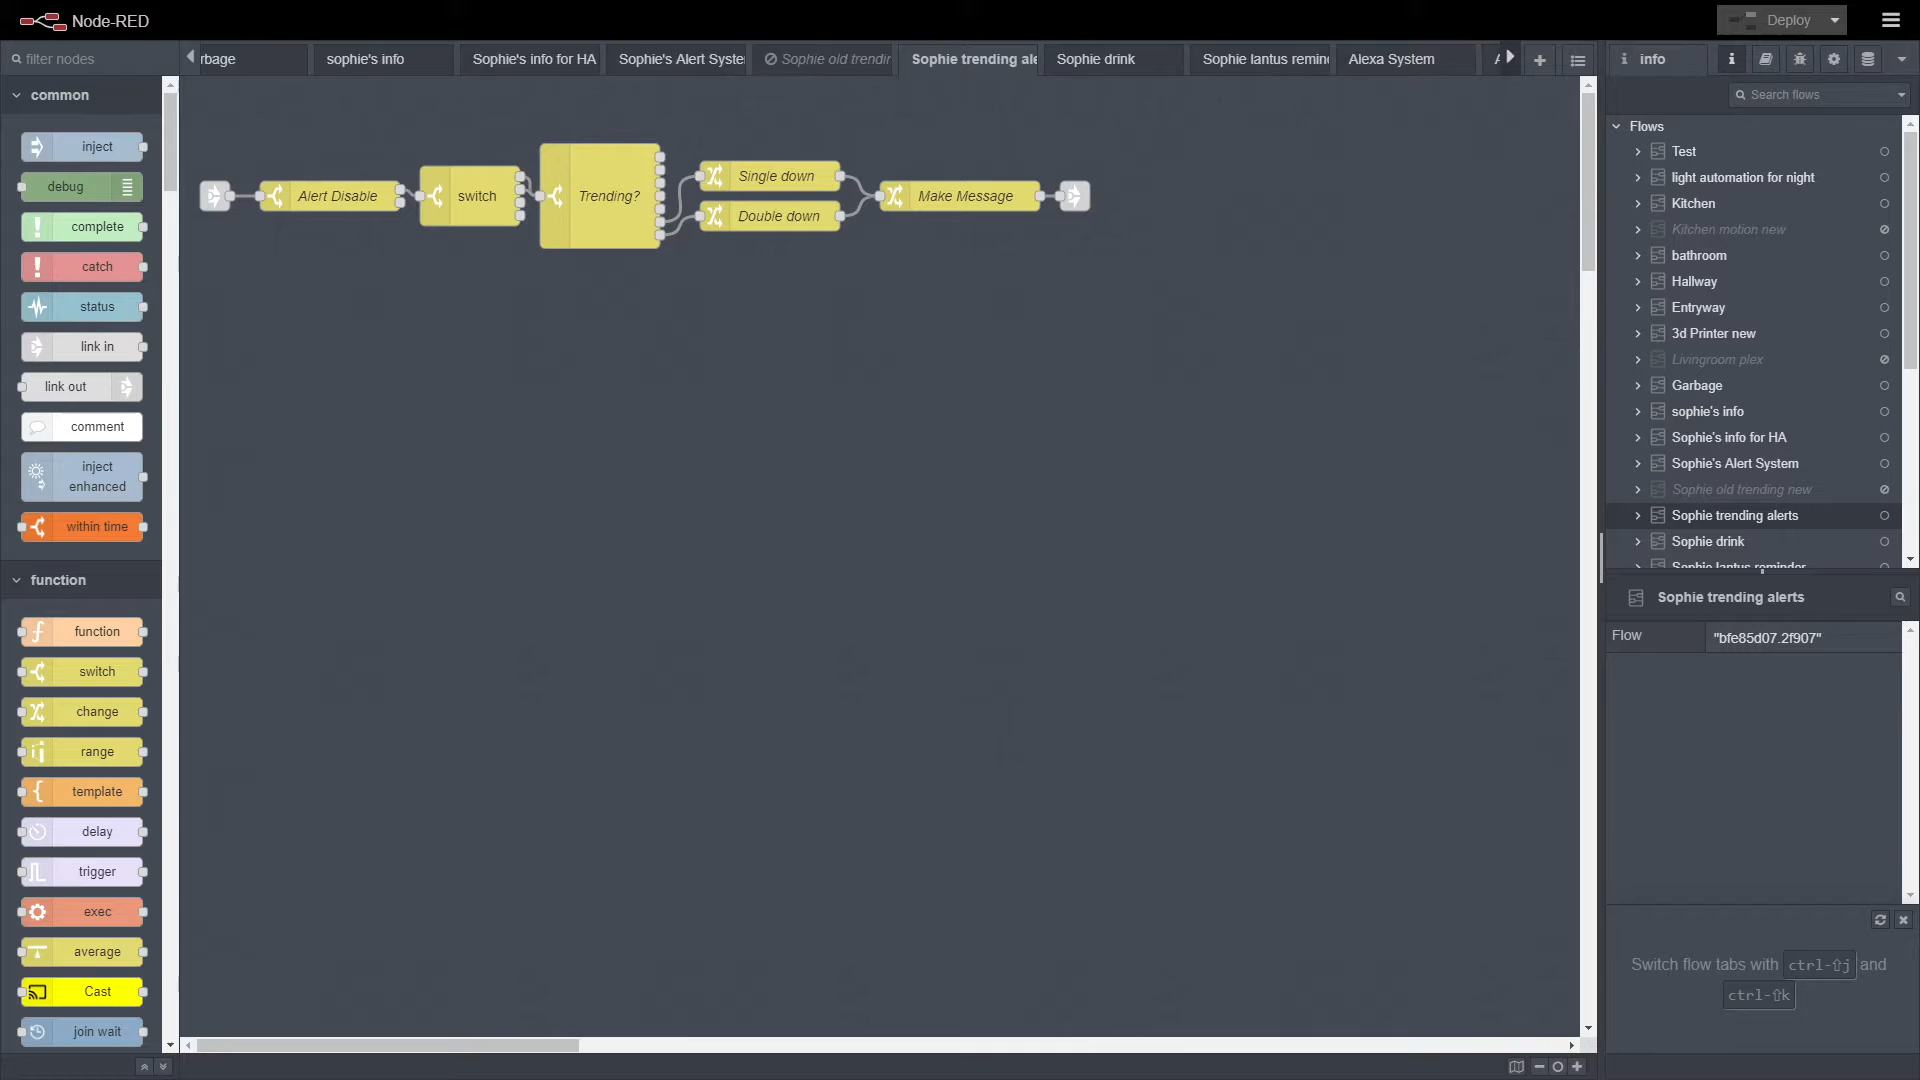 Node-RED
Deploy
filter nodes
rbage
sophie's info
Sophie's info for HA
Sophie's Alert Syste
Sophie old trendin
Sophie trending ale
Sophie drink
Sophie lantus remin
Alexa System
info
Search flows
common
inject
debug
complete
catch
status
link in
link out
comment
inject
enhanced
within time
function
function
switch
change
range
template
delay
trigger
exec
average
Cast
join wait
Alert Disable
switch
Trending?
Single down
Double down
Make Message
Flows
Test
light automation for night
Kitchen
Kitchen motion new
bathroom
Hallway
Entryway
3d Printer new
Livingroom plex
Garbage
sophie's info
Sophie's info for HA
Sophie's Alert System
Sophie old trending new
Sophie trending alerts
Sophie drink
Sophie lantus reminder
Sophie trending alerts
Flow
"bfe85d07.2f907"
Switch flow tabs with ctrl-⇧j and
ctrl-⇧k